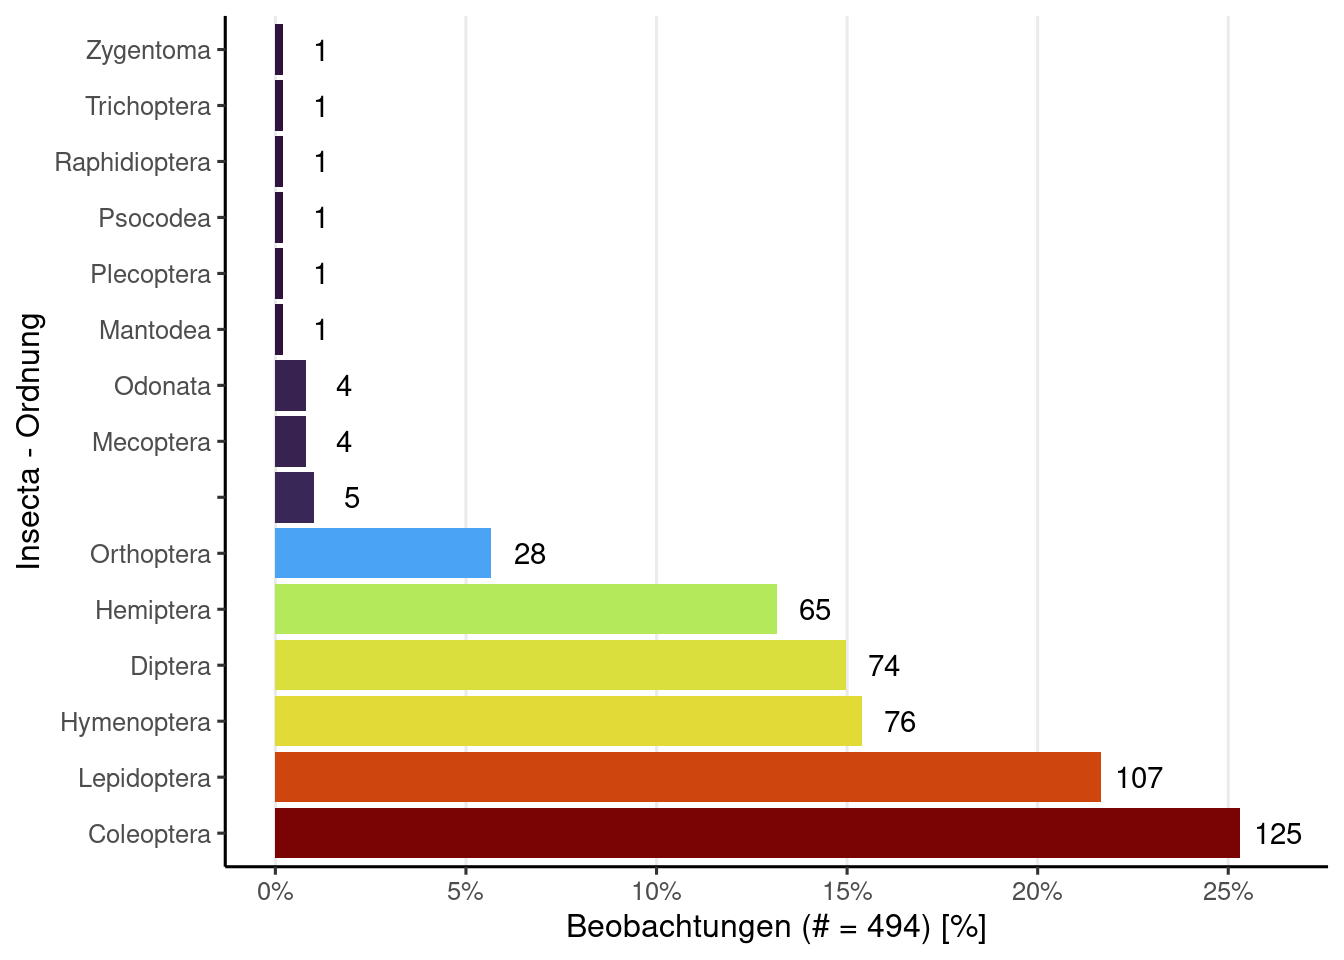 Zygentoma 1
Trichoptera 1
Raphidioptera 1
Psocodea 1
Plecoptera 1
Mantodea 1
Odonata 4
Mecoptera 4
5
Orthoptera 28
Hemiptera 65
Diptera 74
Hymenoptera 76
Lepidoptera 107
Coleoptera 125
0% 5% 10% 15% 20% 25%
Beobachtungen (# = 494) [%]
Insecta - Ordnung